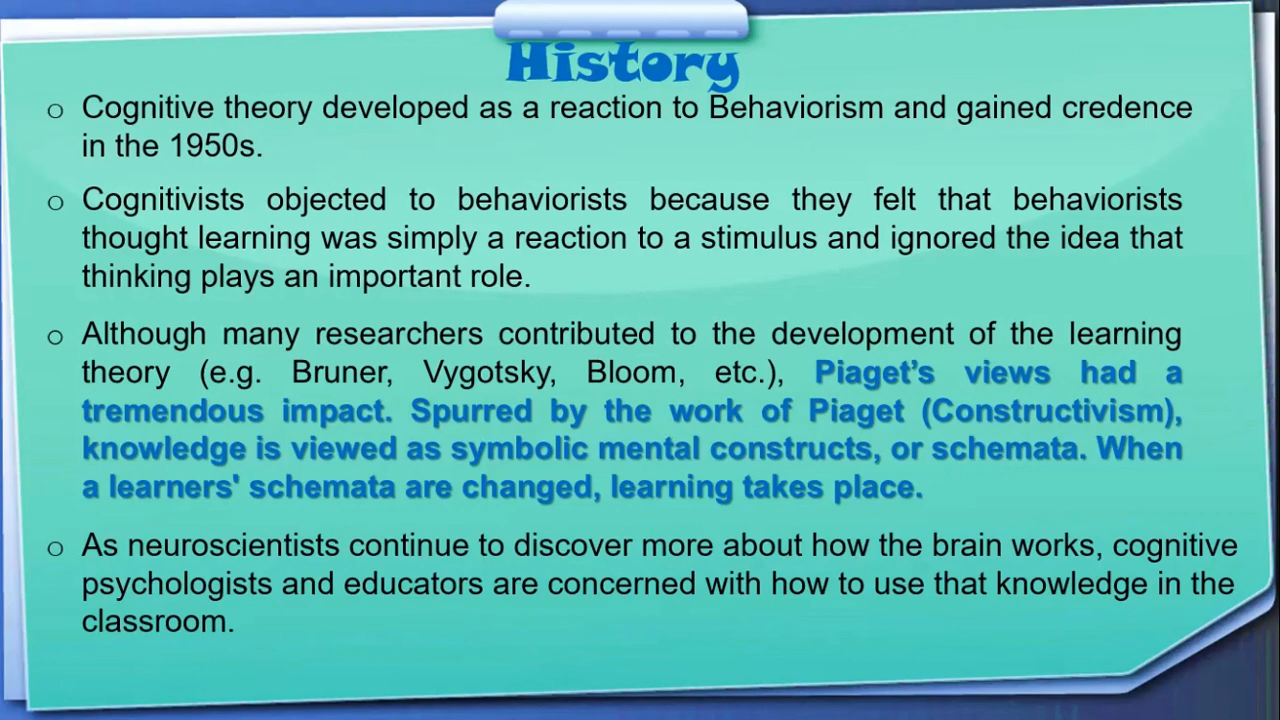 History
o Cognitive theory developed as a reaction to Behaviorism and gained credence
in the 1950s.
o Cognitivists objected to behaviorists because they felt that behaviorists
thought learning was simply a reaction to a stimulus and ignored the idea that
thinking plays an important role.
o Although many researchers contributed to the development of the learning
theory (e.g. Bruner, Vygotsky, Bloom, etc.), Piaget’s views had a
tremendous impact. Spurred by the work of Piaget (Constructivism),
knowledge is viewed as symbolic mental constructs, or schemata. When
a learners' schemata are changed, learning takes place.
o As neuroscientists continue to discover more about how the brain works, cognitive
psychologists and educators are concerned with how to use that knowledge in the
classroom.